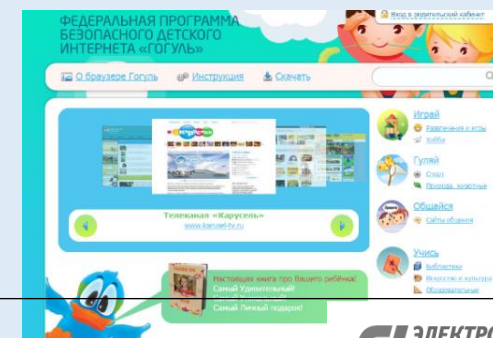 ФЕДЕРАЛЬНАЯ ПРОГРАММА
БЕЗОПАСНОГО ДЕТСКОГО
ИНТЕРНЕТА «ГОГУЛЬ»
Вход в родительский кабинет
О браузере Гогуль
Инструкция
Скачать
Играй
Развлечения и игры
Хобби
Гуляй
Спорт
Природа, животные
Общайся
Сайты общения
Учись
Библиотеки
Искусство и культура
Образовательные
Телеканал «Карусель»
www.karusel-tv.ru
Настоящая книга про Вашего ребёнка!
Самый Удивительный!
Самый Личный подарок!
ЭЛЕКТРО